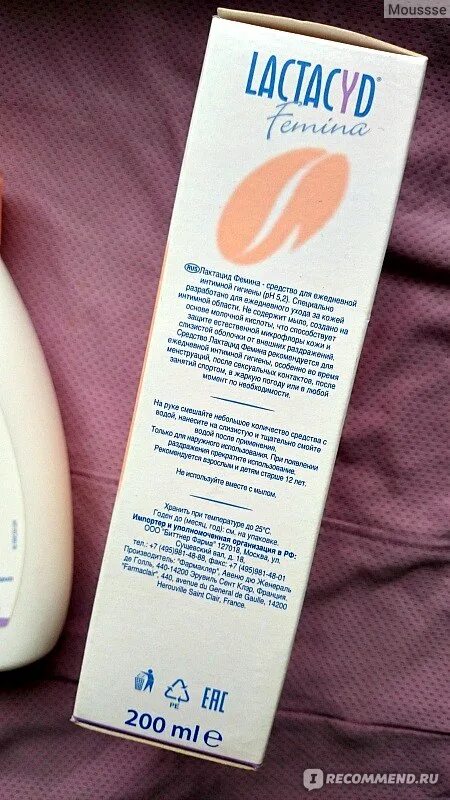 Moussse
LACTACYD
Femina
RUS Лактацид Фемина - средство для ежедневной
интимной гигиены (pH 5,2). Специально
разработано для ежедневного ухода за кожей
интимной области. Не содержит мыло, создано на
основе молочной кислоты, что способствует
защите естественной микрофлоры кожи и
слизистой оболочки от внешних раздражений.
Средство Лактацид Фемина рекомендуется для
ежедневной интимной гигиены, особенно во время
менструаций, после сексуальных контактов, после
занятий спортом, в жаркую погоду или в любой
момент по необходимости.
На руке смешайте небольшое количество средства с
водой, нанесите на слизистую и тщательно смойте
водой после применения.
Только для наружного использования. При появлении
раздражения прекратите использование.
Рекомендуется взрослым и детям старше 12 лет.
Не используйте вместе с мылом.
Хранить при температуре до 25°C.
Годен до (месяц, год): см. на упаковке.
Импортер и уполномоченная организация в РФ:
ООО "Биттнер Фарма" 127018, Москва, ул.
Сущевский вал, д. 18,
тел.: +7 (495)981-48-88, факс: +7 (495)981-48-01
Производитель: "Фармаклер", Авеню дю Женераль
де Голль, 440-14200 Эрувиль Сент Клэр, Франция.
"Farmaclair", 440, avenue du General de Gaulle, 14200
Herouville Saint Clair, France.
PE
EAC
200 ml e
IRECOMMEND.RU